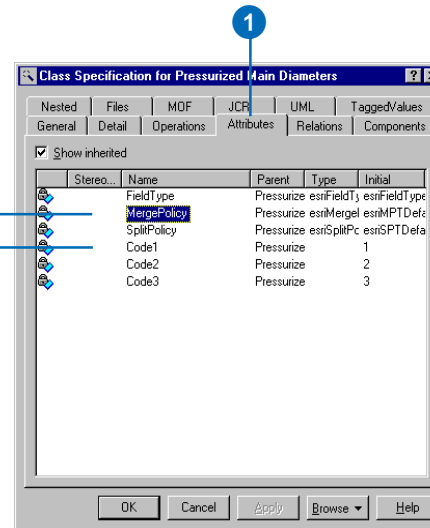 1
Class Specification for Pressurized Main Diameters
Nested Files MOF JCR UML TaggedValues
General Detail Operations Attributes Relations Components
Show inherited
Stereo... Name Parent Type Initial
FieldType Pressurize esriFieldTy esriFieldType
MergePolicy Pressurize esriMergeI esriMPTDefa
SplitPolicy Pressurize esriSplitPc esriSPTDefa
Code1 Pressurize 1
Code2 Pressurize 2
Code3 Pressurize 3
OK Cancel Apply Browse Help